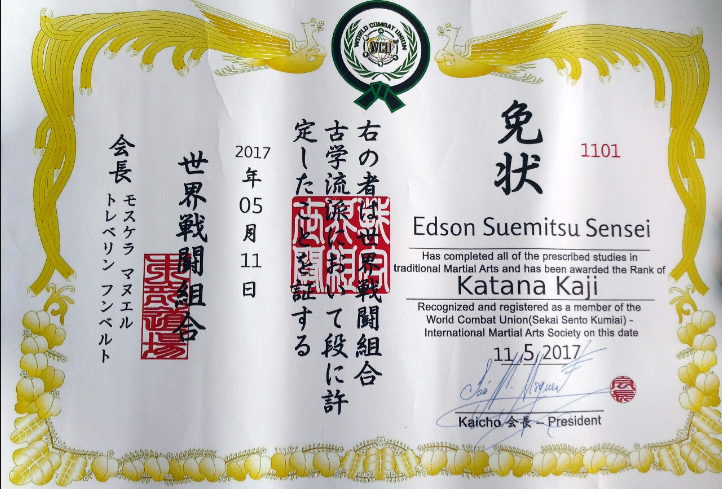 WORLD COMBAT UNION
WCU
免状
1101
Edson Suemitsu Sensei
Has completed all of the prescribed studies in
traditional Martial Arts and has been awarded the Rank of
Katana Kaji
Recognized and registered as a member of the
World Combat Union(Sekai Sento Kumiai) -
International Martial Arts Society on this date
11 5 2017
Kaicho 会長 – President
右の者は世界戦闘組合
古学流派において段に許
定したことを証する
2017年05月11日
世界戦闘組合
会長 モスケラ マヌエル
トレベリン フンベルト